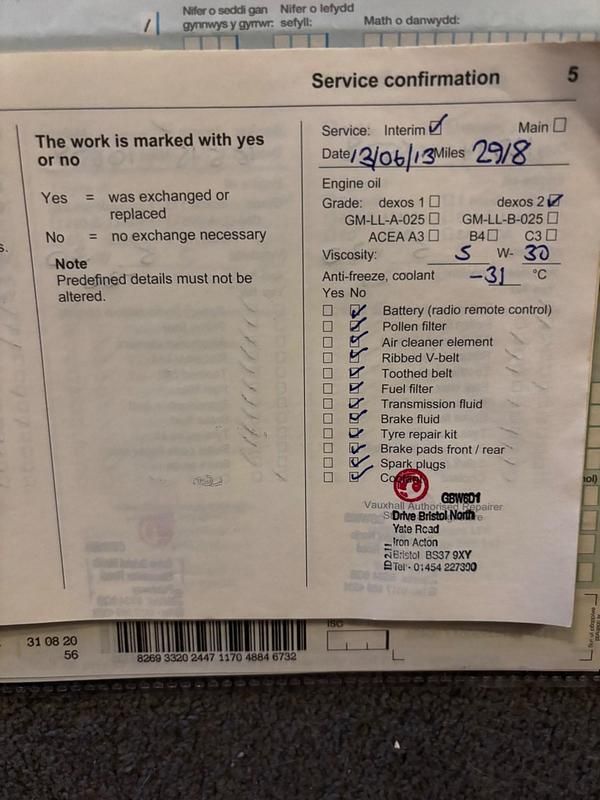 Nifer o seddi gan Nifer o lefydd
gynnwys y gyrrwr: sefyll: Math o danwydd:
Service confirmation 5
The work is marked with yes
or no
Yes = was exchanged or
replaced
No = no exchange necessary
Note
Predefined details must not be
altered.
s.
Service: Interim Main
Date 13/06/13 Miles 2918
Engine oil
Grade: dexos 1 dexos 2
GM-LL-A-025 GM-LL-B-025
ACEA A3 B4 C3
Viscosity: 5 W- 30
Anti-freeze, coolant -31 °C
Yes No
Battery (radio remote control)
Pollen filter
Air cleaner element
Ribbed V-belt
Toothed belt
Fuel filter
Transmission fluid
Brake fluid
Tyre repair kit
Brake pads front / rear
Spark plugs
Coolant
GBW6D1
Vauxhall Authorised Repairer
Drive Bristol North
Yate Road
Iron Acton
Bristol BS37 9XY
Tel - 01454 227300
ID 2.11
31 08 20
56
8269 3320 2447 1170 4884 6732
ISO